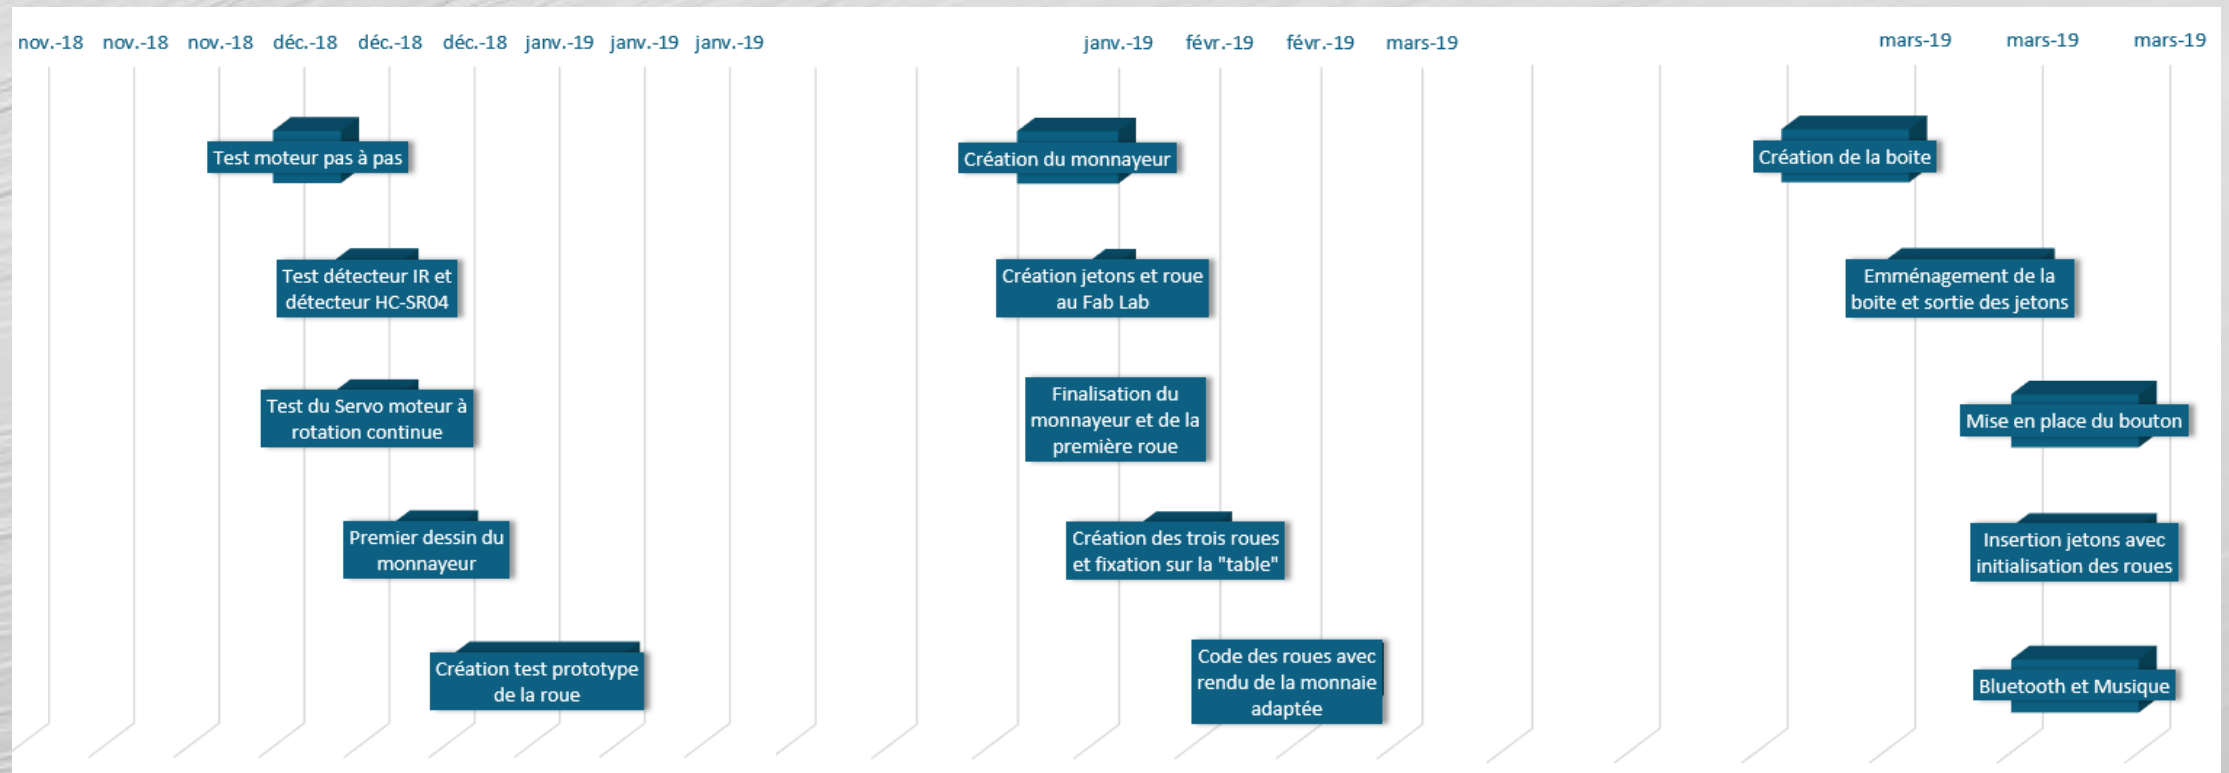 nov.-18 nov.-18 nov.-18 déc.-18 déc.-18 déc.-18 janv.-19 janv.-19 janv.-19
Test moteur pas à pas
Test détecteur IR et
détecteur HC-SR04
Test du Servo moteur à
rotation continue
Premier dessin du
monnayeur
Création test prototype
de la roue
janv.-19 févr.-19 févr.-19 mars-19
Création du monnayeur
Création jetons et roue
au Fab Lab
Finalisation du
monnayeur et de la
première roue
Création des trois roues
et fixation sur la "table"
Code des roues avec
rendu de la monnaie
adaptée
mars-19 mars-19 mars-19
Création de la boite
Emménagement de la
boite et sortie des jetons
Mise en place du bouton
Insertion jetons avec
initialisation des roues
Bluetooth et Musique